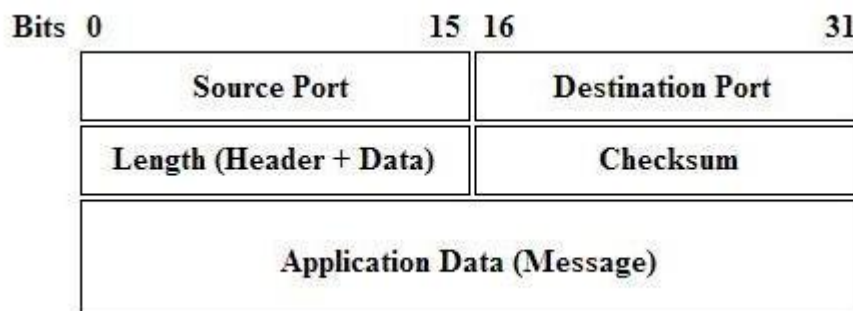 Bits 0 15 16 31
Source Port Destination Port
Length (Header + Data) Checksum
Application Data (Message)